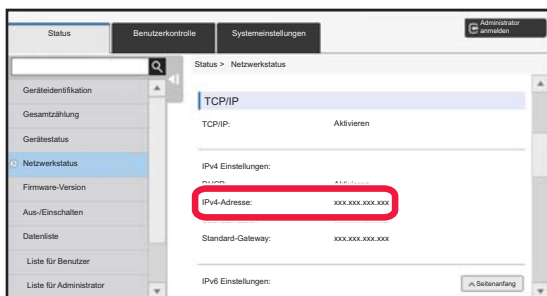 Status
Benutzerkontrolle
Systemeinstellungen
Administrator
anmelden
Status > Netzwerkstatus
Geräteidentifikation
Gesamtzählung
Gerätestatus
Netzwerkstatus
Firmware-Version
Aus-/Einschalten
Datenliste
Liste für Benutzer
Liste für Administrator
TCP/IP
TCP/IP: Aktivieren
IPv4 Einstellungen:
DHCP: Aktivieren
IPv4-Adresse: xxx.xxx.xxx.xxx
Standard-Gateway: xxx.xxx.xxx.xxx
IPv6 Einstellungen:
Seitenanfang